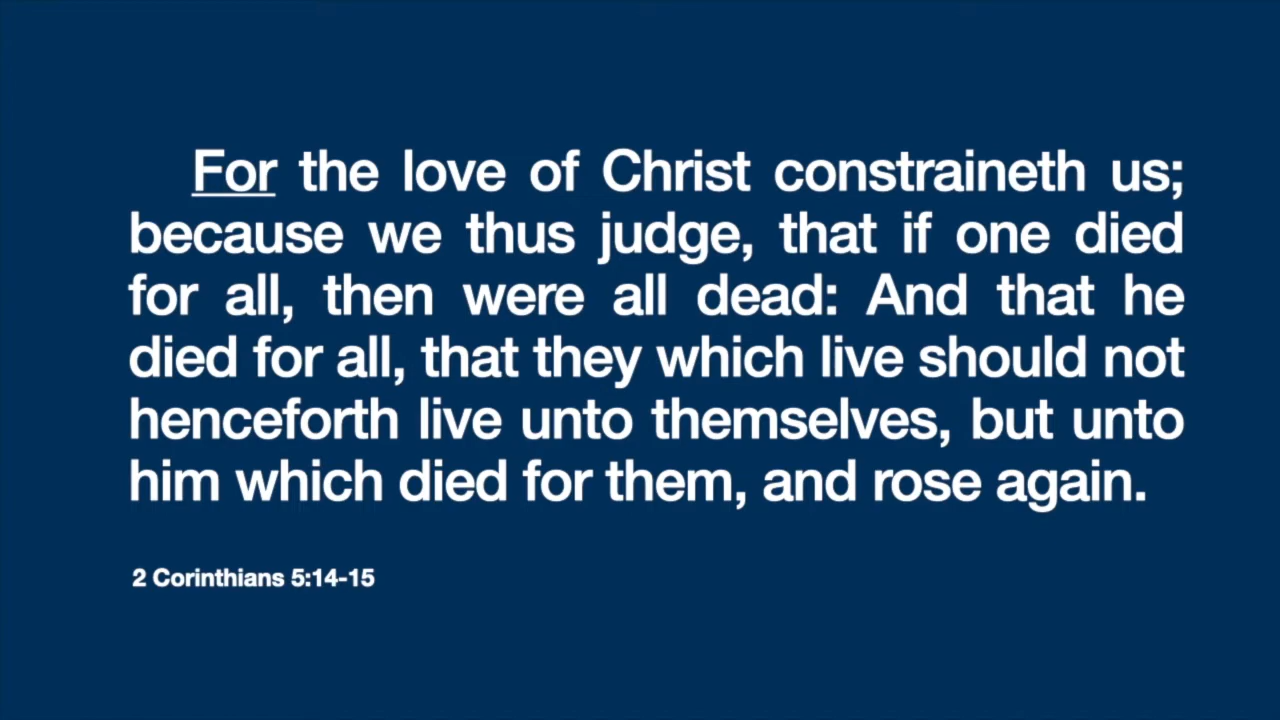 For the love of Christ constraineth us;
because we thus judge, that if one died
for all, then were all dead: And that he
died for all, that they which live should not
henceforth live unto themselves, but unto
him which died for them, and rose again.
2 Corinthians 5:14-15